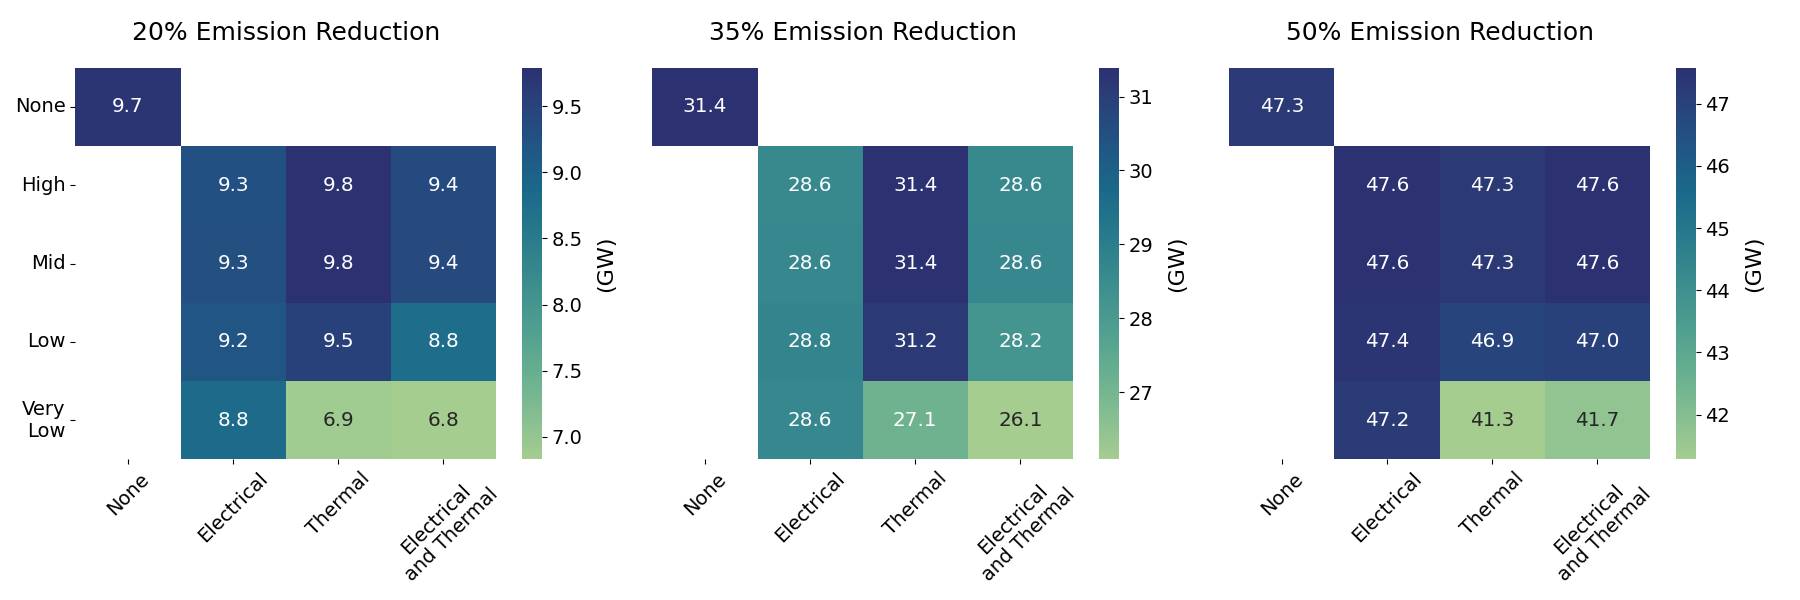 20% Emission Reduction
35% Emission Reduction
50% Emission Reduction
None
High
Mid
Low
Very
Low
9.7
9.3 9.8 9.4
9.3 9.8 9.4
9.2 9.5 8.8
8.8 6.9 6.8
None
Electrical
Thermal
Electrical
and Thermal
9.5
9.0
8.5
8.0
7.5
7.0
(GW)
31.4
28.6 31.4 28.6
28.6 31.4 28.6
28.8 31.2 28.2
28.6 27.1 26.1
None
Electrical
Thermal
Electrical
and Thermal
31
30
29
28
27
(GW)
47.3
47.6 47.3 47.6
47.6 47.3 47.6
47.4 46.9 47.0
47.2 41.3 41.7
None
Electrical
Thermal
Electrical
and Thermal
47
46
45
44
43
42
(GW)